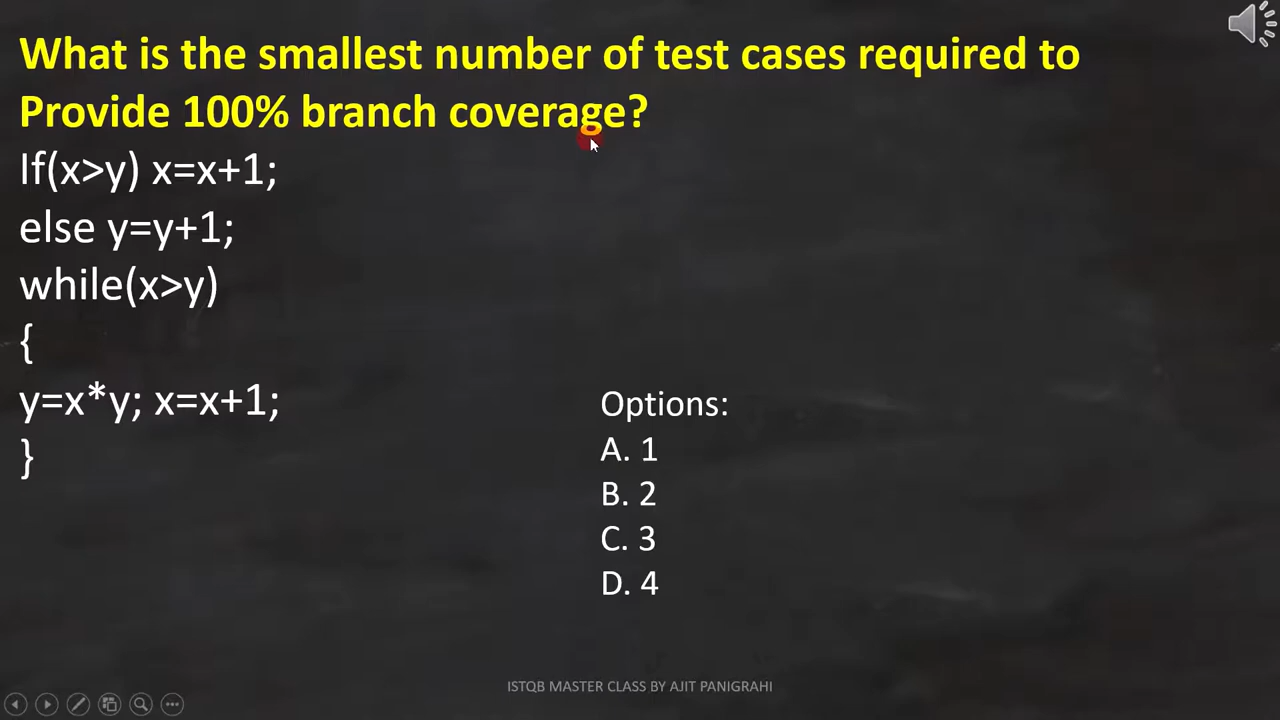 What is the smallest number of test cases required to
Provide 100% branch coverage?
If(x>y) x=x+1;
else y=y+1;
while(x>y)
{
y=x*y; x=x+1;
}
Options:
A. 1
B. 2
C. 3
D. 4
ISTQB MASTER CLASS BY AJIT PANIGRAHI